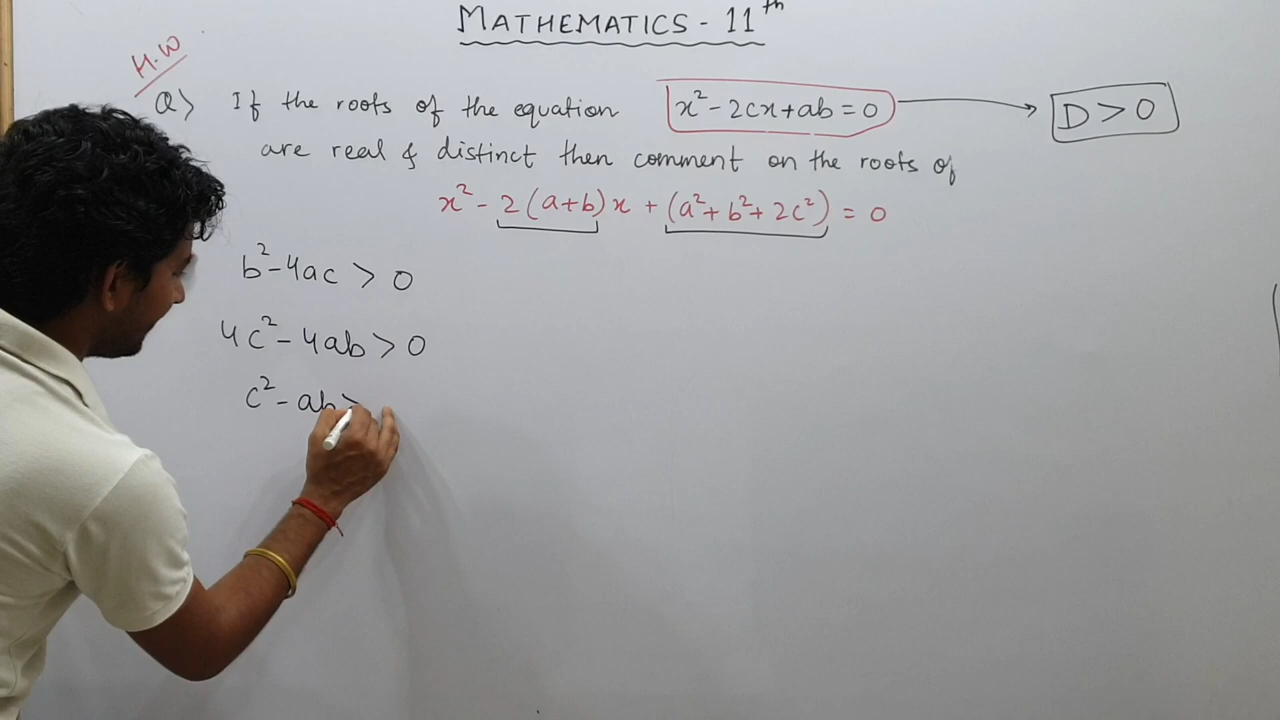 MATHEMATICS - 11th
H.W
Q> If the roots of the equation x² - 2cx + ab = 0 → D > 0
are real & distinct then comment on the roots of
x² - 2(a+b)x + (a² + b² + 2c²) = 0
b² - 4ac > 0
4c² - 4ab > 0
c² - ab >